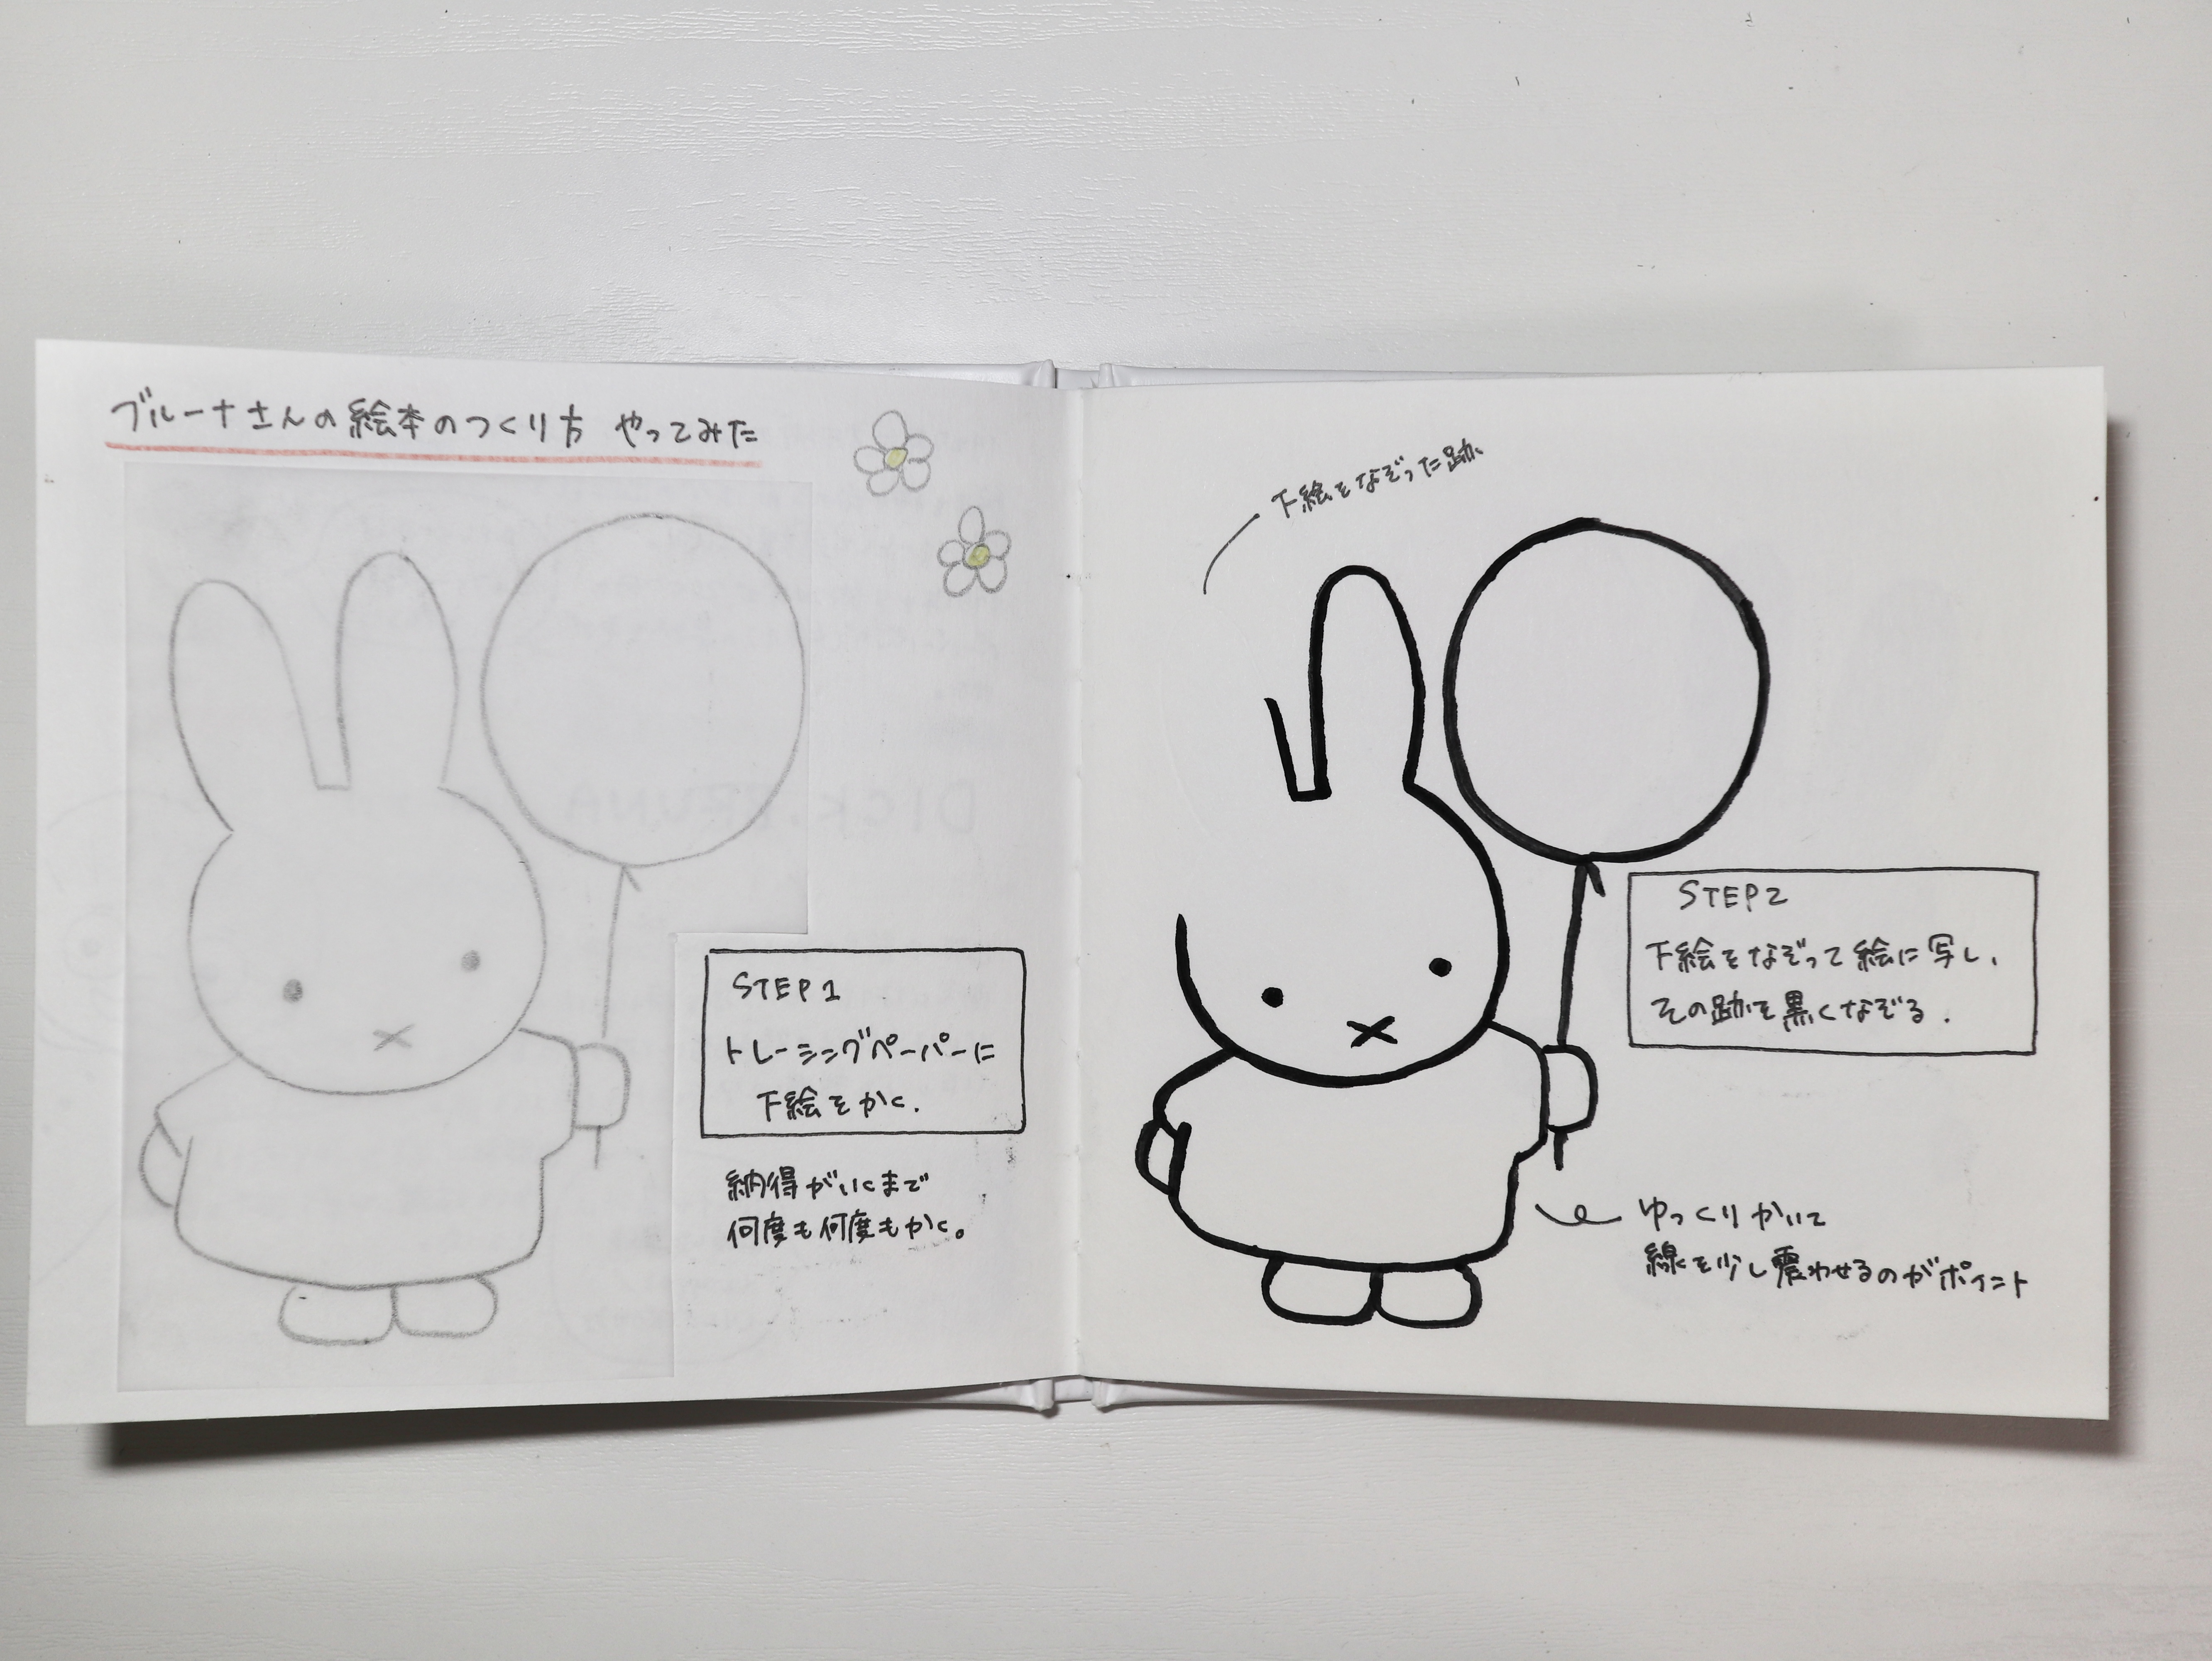 ブルーナさんの絵本のつくり方 やってみた
STEP1
トレーシングペーパーに
下絵をかく.
納得がいくまで
何度も何度もかく。
下絵をなぞった跡
STEP2
下絵をなぞって絵に写し、
その跡を黒くなぞる.
ゆっくりかいて
線を少し震わせるのがポイント